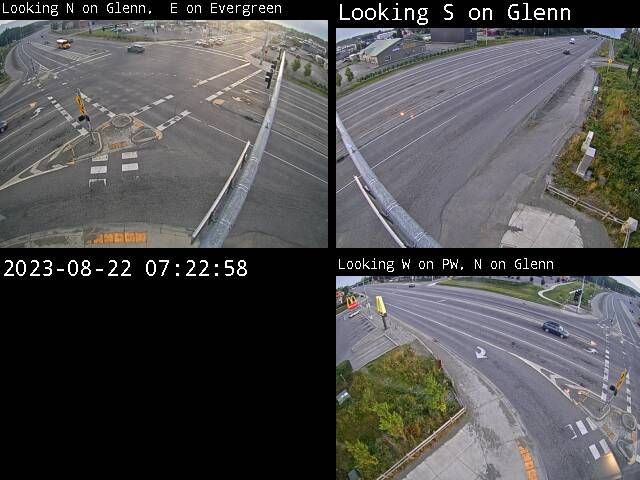 Looking N on Glenn,  E on Evergreen
Looking S on Glenn
2023-08-22 07:22:58
Looking W on PW, N on Glenn